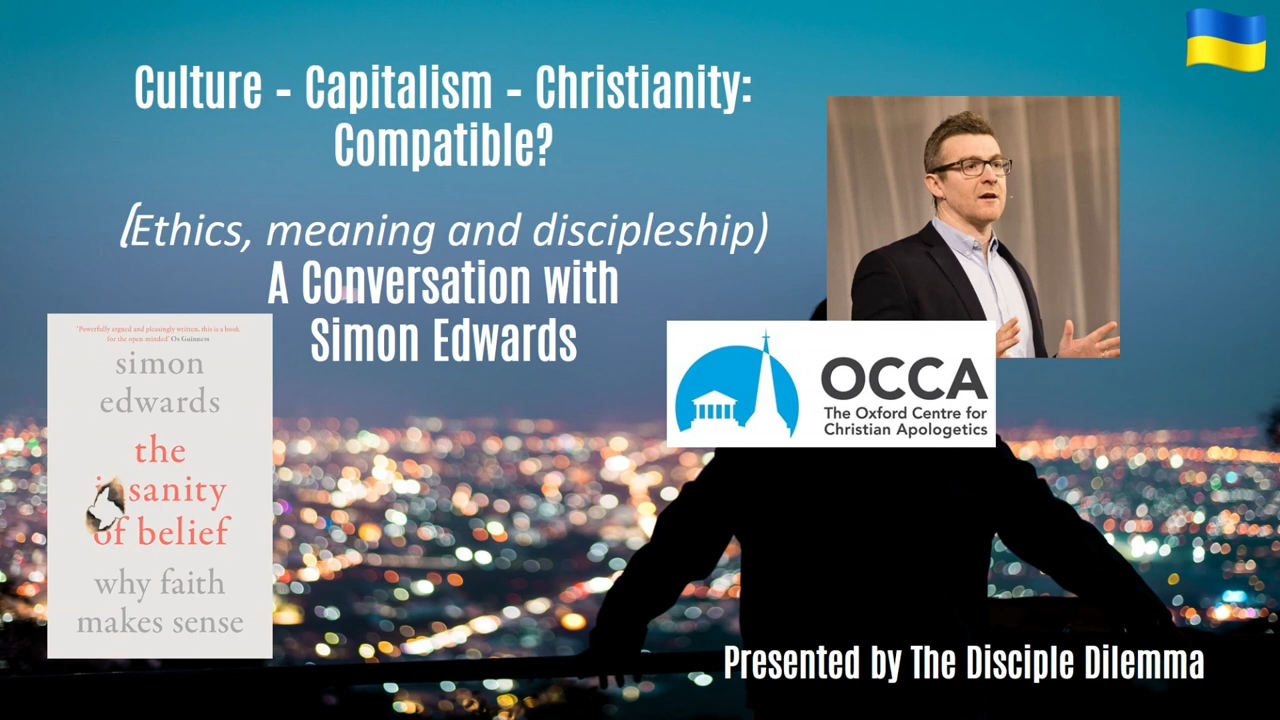 Culture - Capitalism - Christianity:
Compatible?
(Ethics, meaning and discipleship)
A Conversation with
Simon Edwards
'Powerfully argued and pleasingly written, this is a book
for the open minded' Os Guinness
simon
edwards
the
insanity
of belief
why faith
makes sense
OCCA
The Oxford Centre for
Christian Apologetics
Presented by The Disciple Dilemma